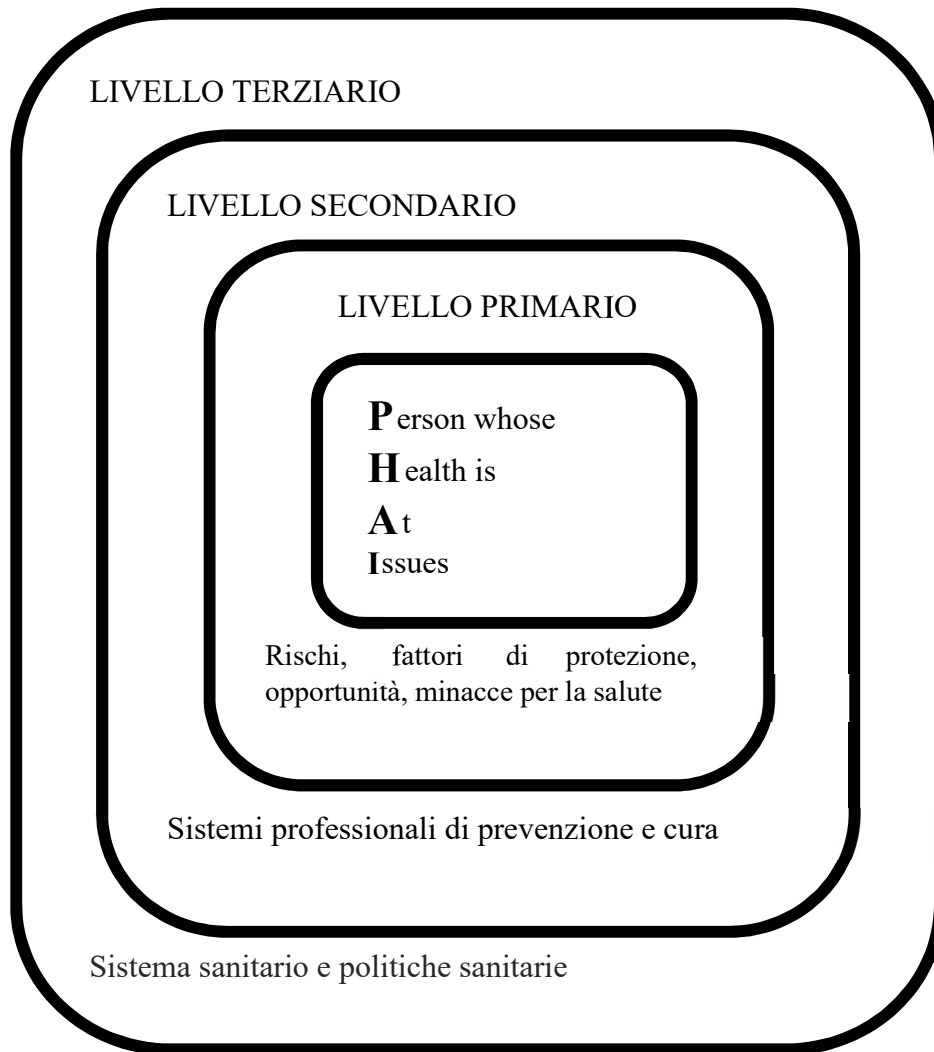 LIVELLO TERZIARIO
LIVELLO SECONDARIO
LIVELLO PRIMARIO
Person whose
Health is
At
Issues
Rischi, fattori di protezione,
opportunità, minacce per la salute
Sistemi professionali di prevenzione e cura
Sistema sanitario e politiche sanitarie